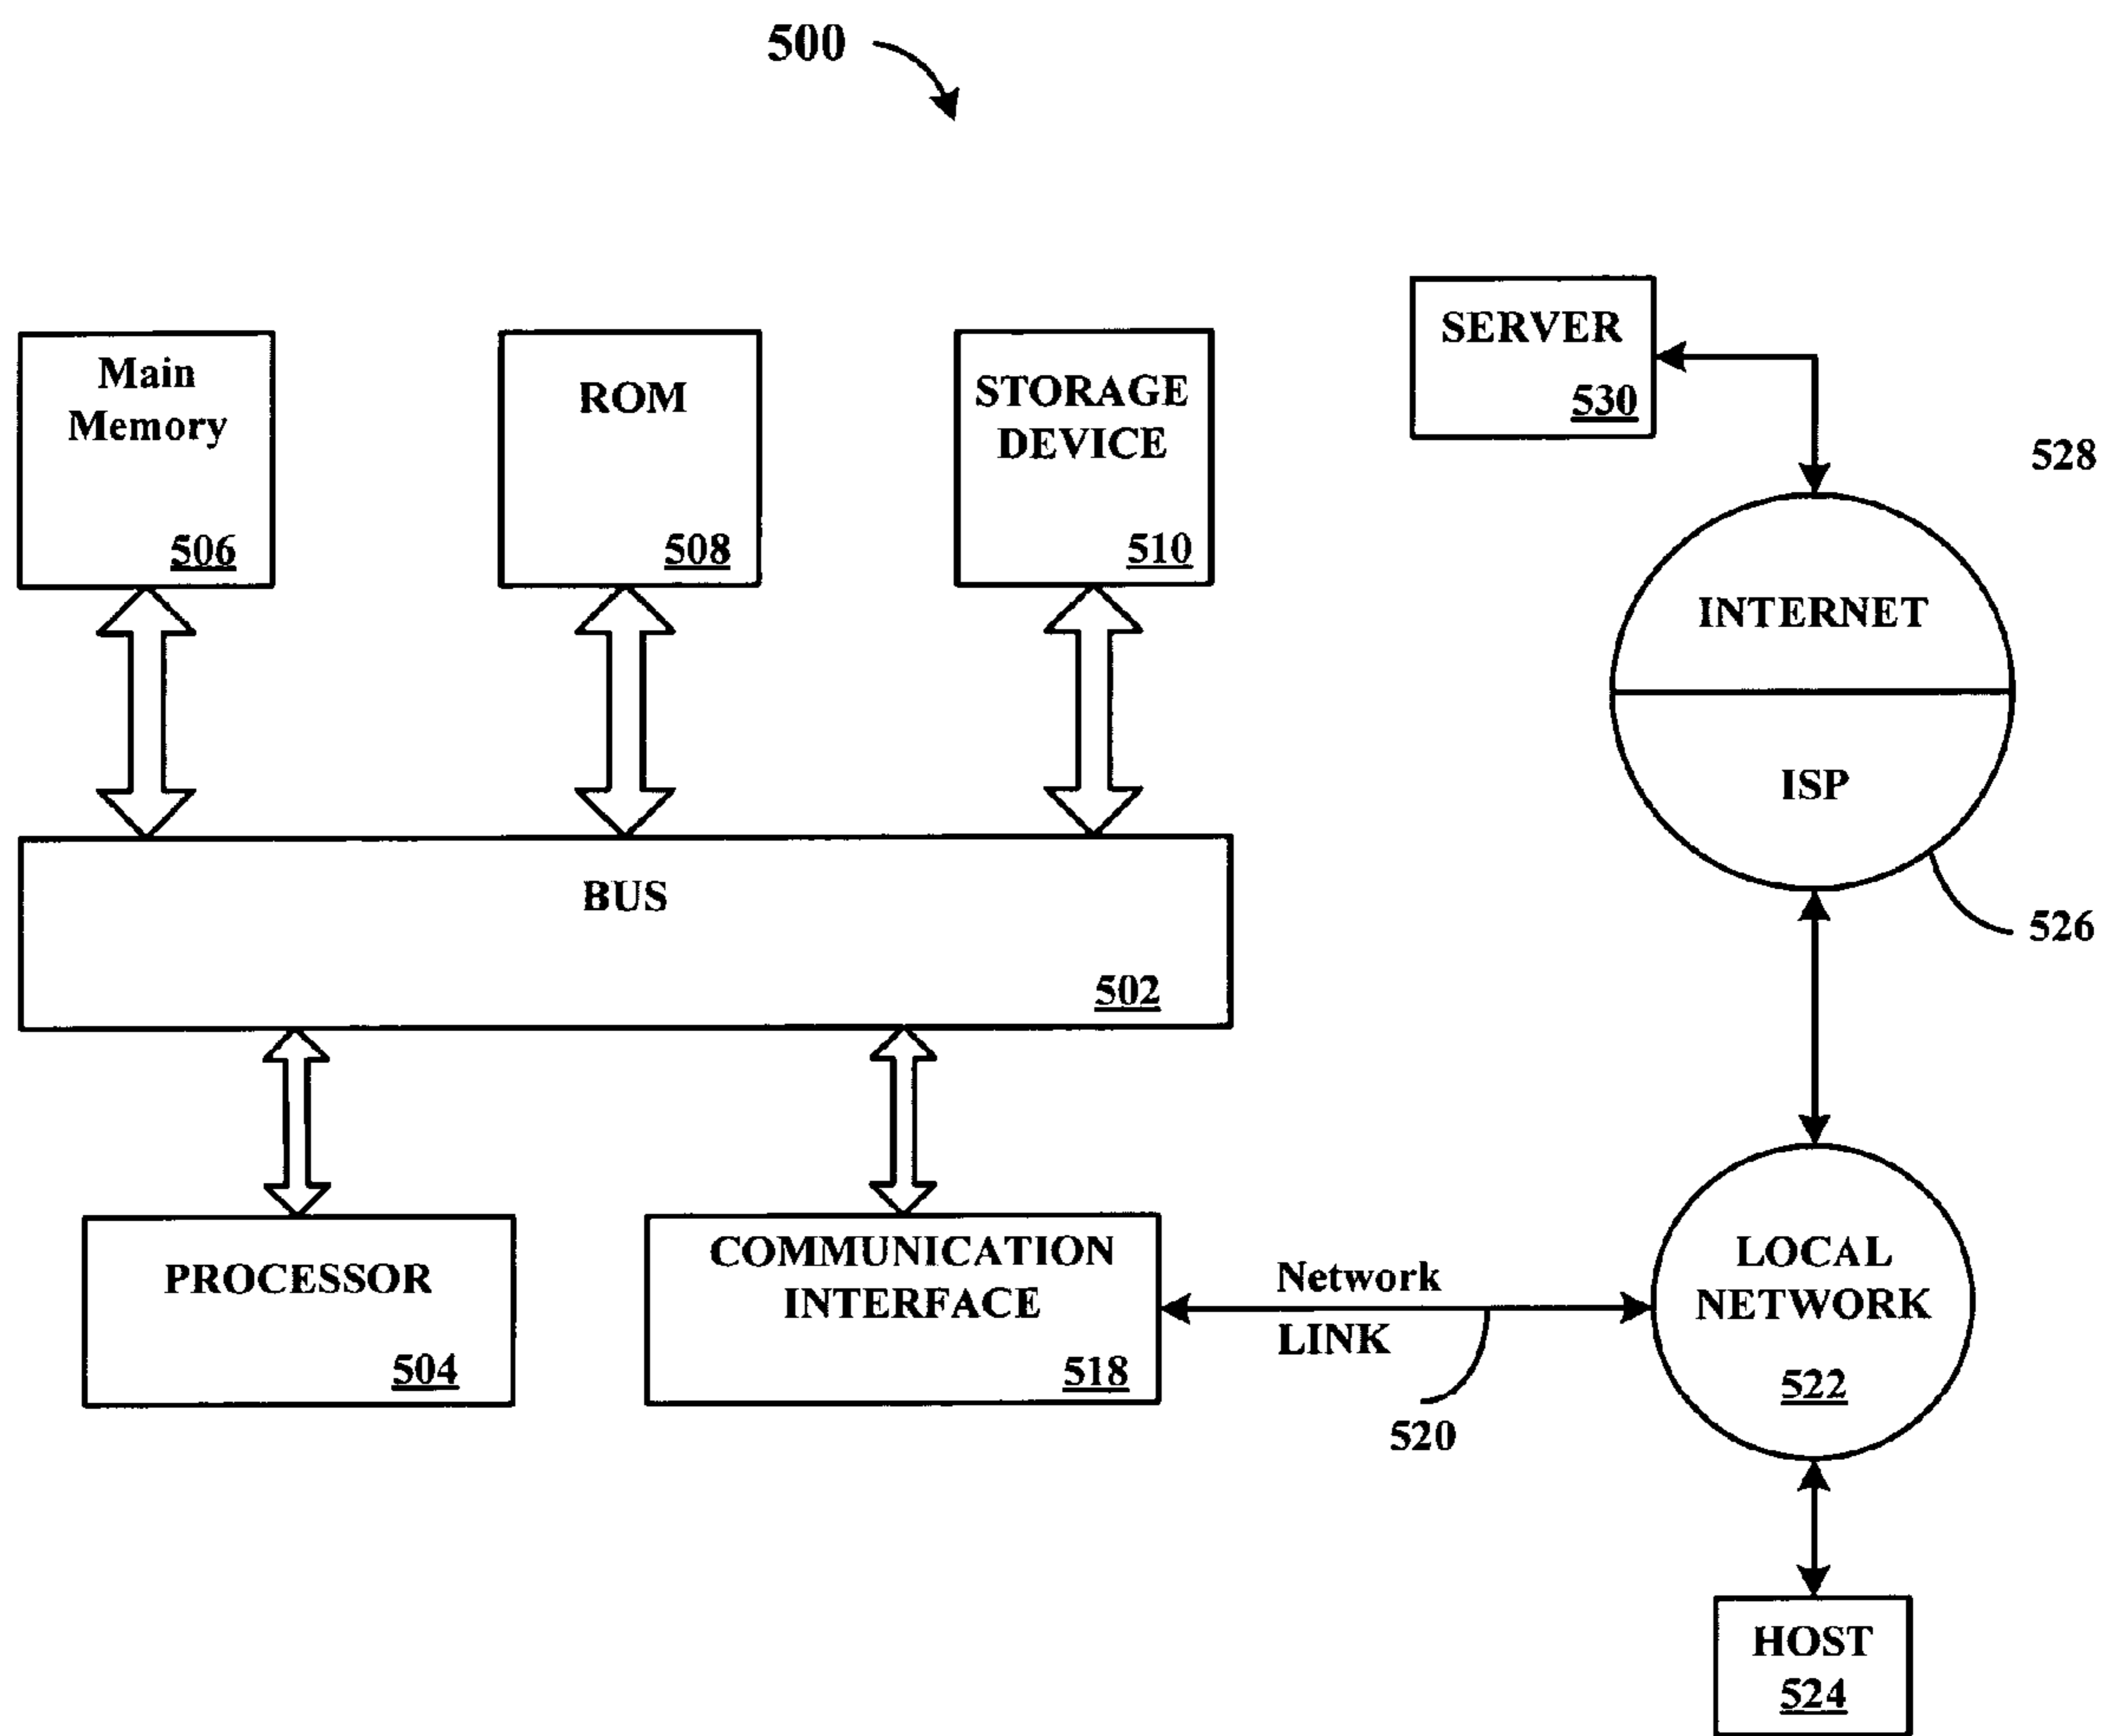 500
Main
Memory
506
ROM
508
STORAGE
DEVICE
510
SERVER
530
528
INTERNET
ISP
526
BUS
502
PROCESSOR
504
COMMUNICATION
INTERFACE
518
Network
LINK
520
LOCAL
NETWORK
522
HOST
524